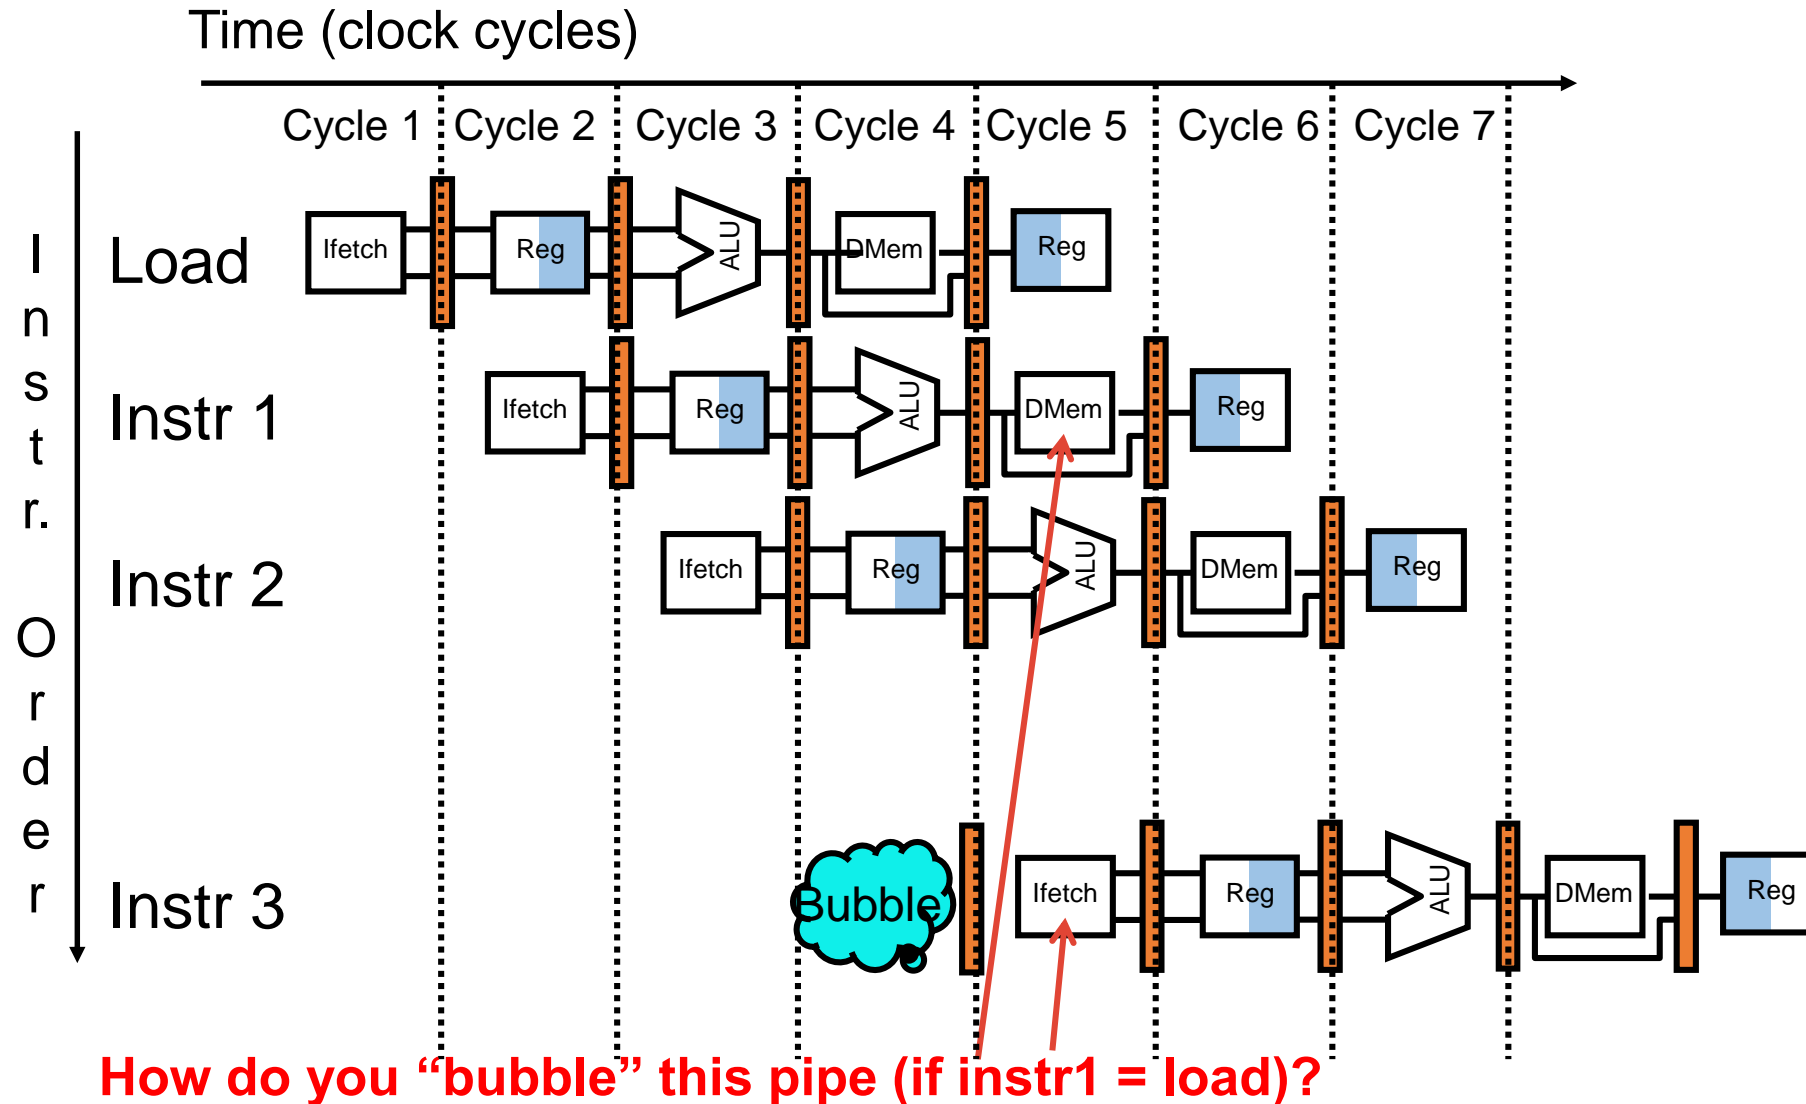 Time (clock cycles)
Cycle 1 Cycle 2 Cycle 3 Cycle 4 Cycle 5 Cycle 6 Cycle 7
Instr. Order
Load Ifetch Reg ALU DMem Reg
Instr 1 Ifetch Reg ALU DMem Reg
Instr 2 Ifetch Reg ALU DMem Reg
Instr 3 Bubble Ifetch Reg ALU DMem Reg
How do you “bubble” this pipe (if instr1 = load)?